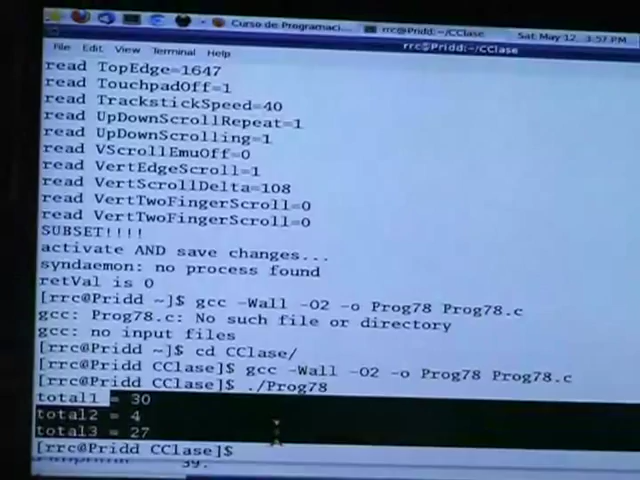 Curso de Programaci...
rrc@Pridd:~/CClase
Sat May 12, 3:57 PM
rrc@Pridd:~/CClase
File Edit View Terminal Help
read TopEdge=1647
read TouchpadOff=1
read TrackstickSpeed=40
read UpDownScrollRepeat=1
read UpDownScrolling=1
read VScrollEmuOff=0
read VertEdgeScroll=1
read VertScrollDelta=108
read VertTwoFingerScroll=0
read VertTwoFingerScroll=0
SUBSET!!!!
activate AND save changes...
syndaemon: no process found
retVal is 0
[rrc@Pridd ~]$ gcc -Wall -O2 -o Prog78 Prog78.c
gcc: Prog78.c: No such file or directory
gcc: no input files
[rrc@Pridd ~]$ cd CClase/
[rrc@Pridd CClase]$ gcc -Wall -O2 -o Prog78 Prog78.c
[rrc@Pridd CClase]$ ./Prog78
total1 = 30
total2 = 4
total3 = 27
[rrc@Pridd CClase]$
39.